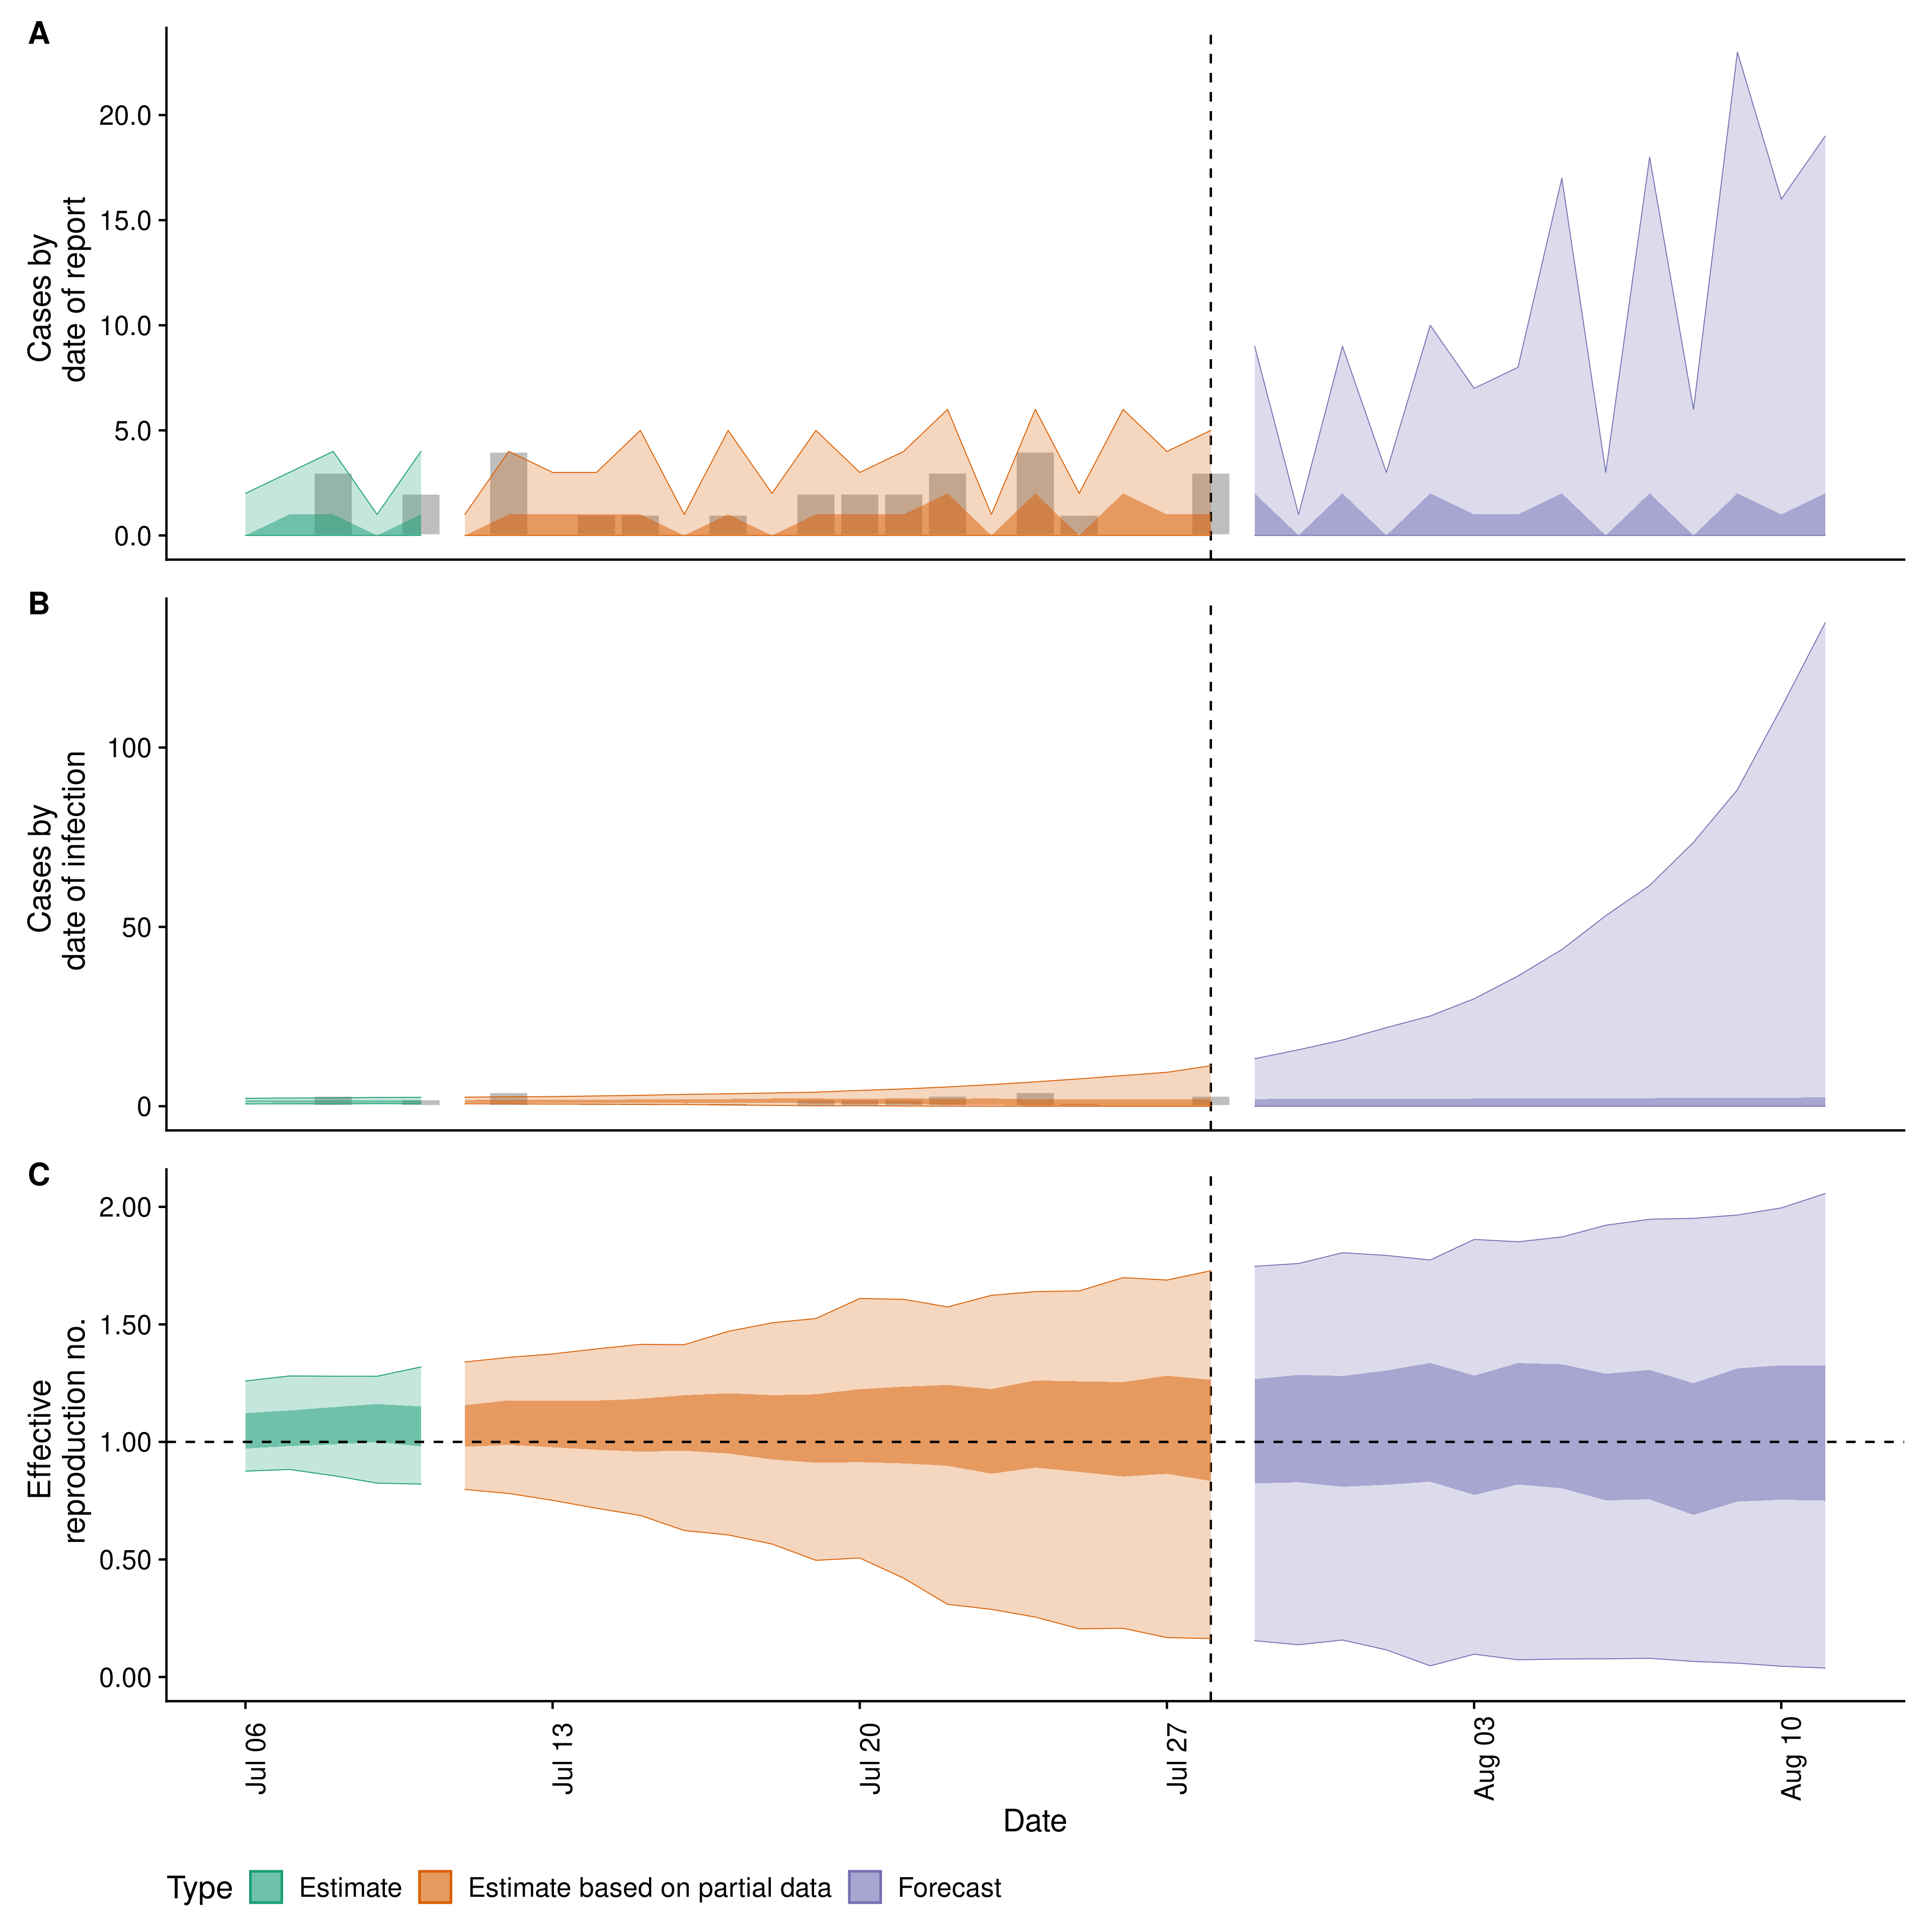 A
20.0
15.0
10.0
5.0
0.0
Cases by
date of report
B
100
50
0
Cases by
date of infection
C
2.00
1.50
1.00
0.50
0.00
Effective
reproduction no.
Jul 06
Jul 13
Jul 20
Jul 27
Aug 03
Aug 10
Date
Type Estimate Estimate based on partial data Forecast